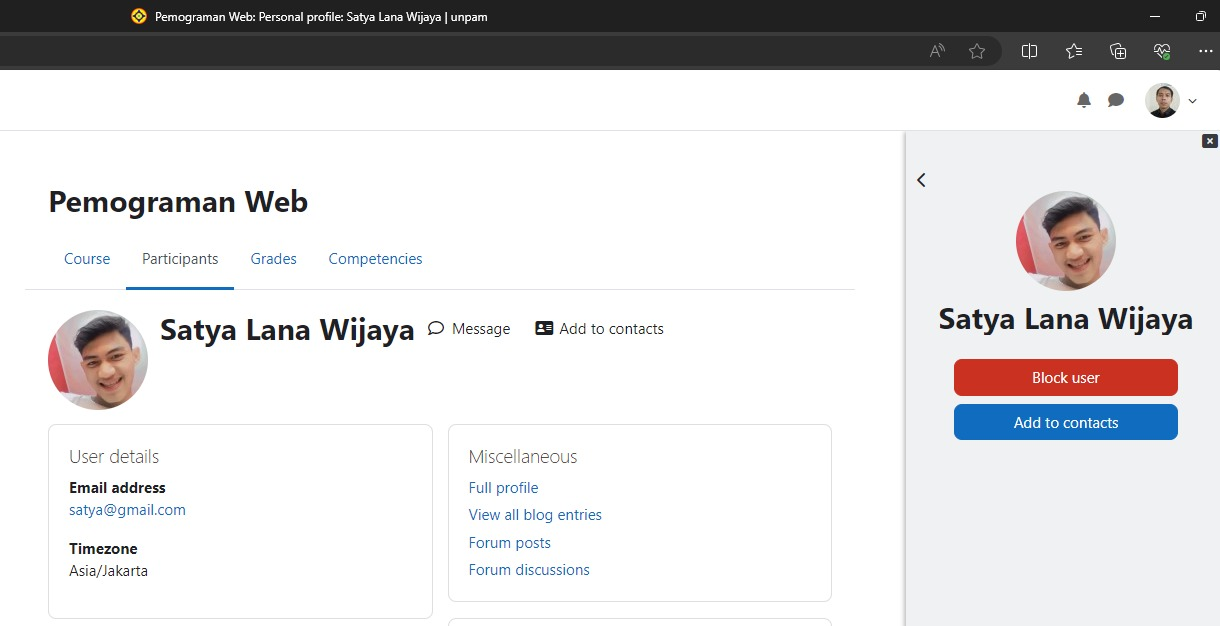 Pemograman Web: Personal profile: Satya Lana Wijaya | unpam
Pemograman Web
Course Participants Grades Competencies
Satya Lana Wijaya Message Add to contacts
User details
Email address
satya@gmail.com
Timezone
Asia/Jakarta
Miscellaneous
Full profile
View all blog entries
Forum posts
Forum discussions
Satya Lana Wijaya
Block user
Add to contacts